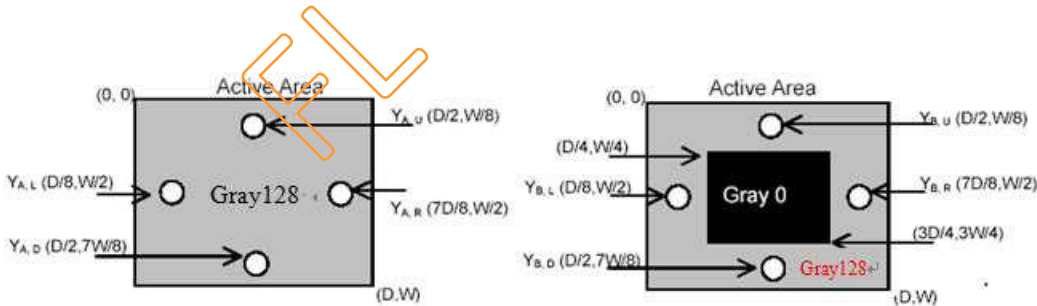 EL
Active Area
(0, 0)
Y_A, U (D/2,W/8)
Y_A, L (D/8,W/2)
Gray128
Y_A, R (7D/8,W/2)
Y_A, D (D/2,7W/8)
(D,W)
Active Area
(0, 0)
Y_B, U (D/2,W/8)
(D/4,W/4)
Y_B, L (D/8,W/2)
Gray 0
Y_B, R (7D/8,W/2)
(3D/4,3W/4)
Y_B, D (D/2,7W/8)
Gray128
(D,W)